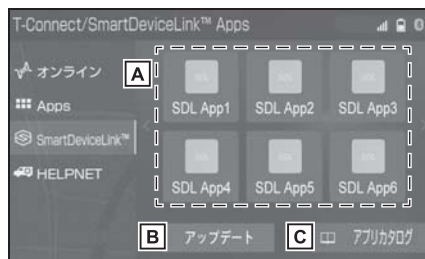 T-Connect/SmartDeviceLink™ Apps
オンライン
A
Apps
SmartDeviceLink™
HELPNET
SDL App1
SDL App2
SDL App3
SDL App4
SDL App5
SDL App6
B
アップデート
C
アプリカタログ